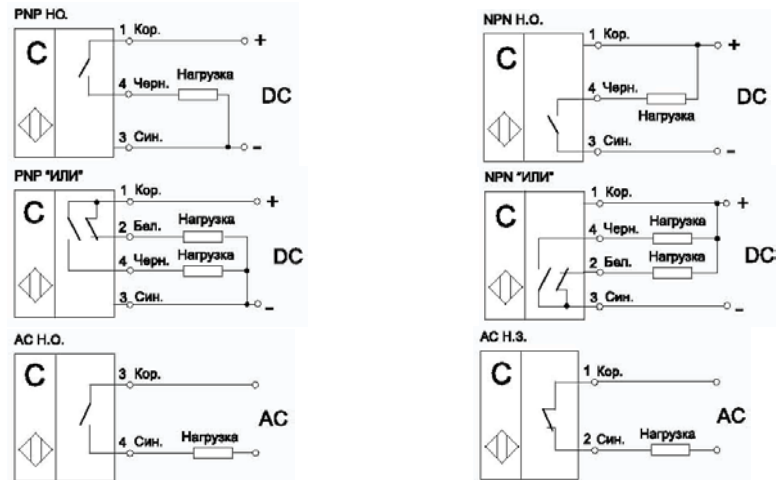 PNP НО.
C
1 Кор.
+
4 Черн.
Нагрузка
DC
3 Син.
-
NPN Н.О.
C
1 Кор.
+
4 Черн.
Нагрузка
DC
3 Син.
-
PNP "ИЛИ"
C
1 Кор.
+
2 Бел.
Нагрузка
DC
4 Черн.
Нагрузка
3 Син.
-
NPN "ИЛИ"
C
1 Кор.
+
4 Черн.
Нагрузка
DC
2 Бел.
Нагрузка
3 Син.
-
AC Н.О.
C
3 Кор.
AC
4 Син.
Нагрузка
AC Н.З.
C
1 Кор.
AC
2 Син.
Нагрузка